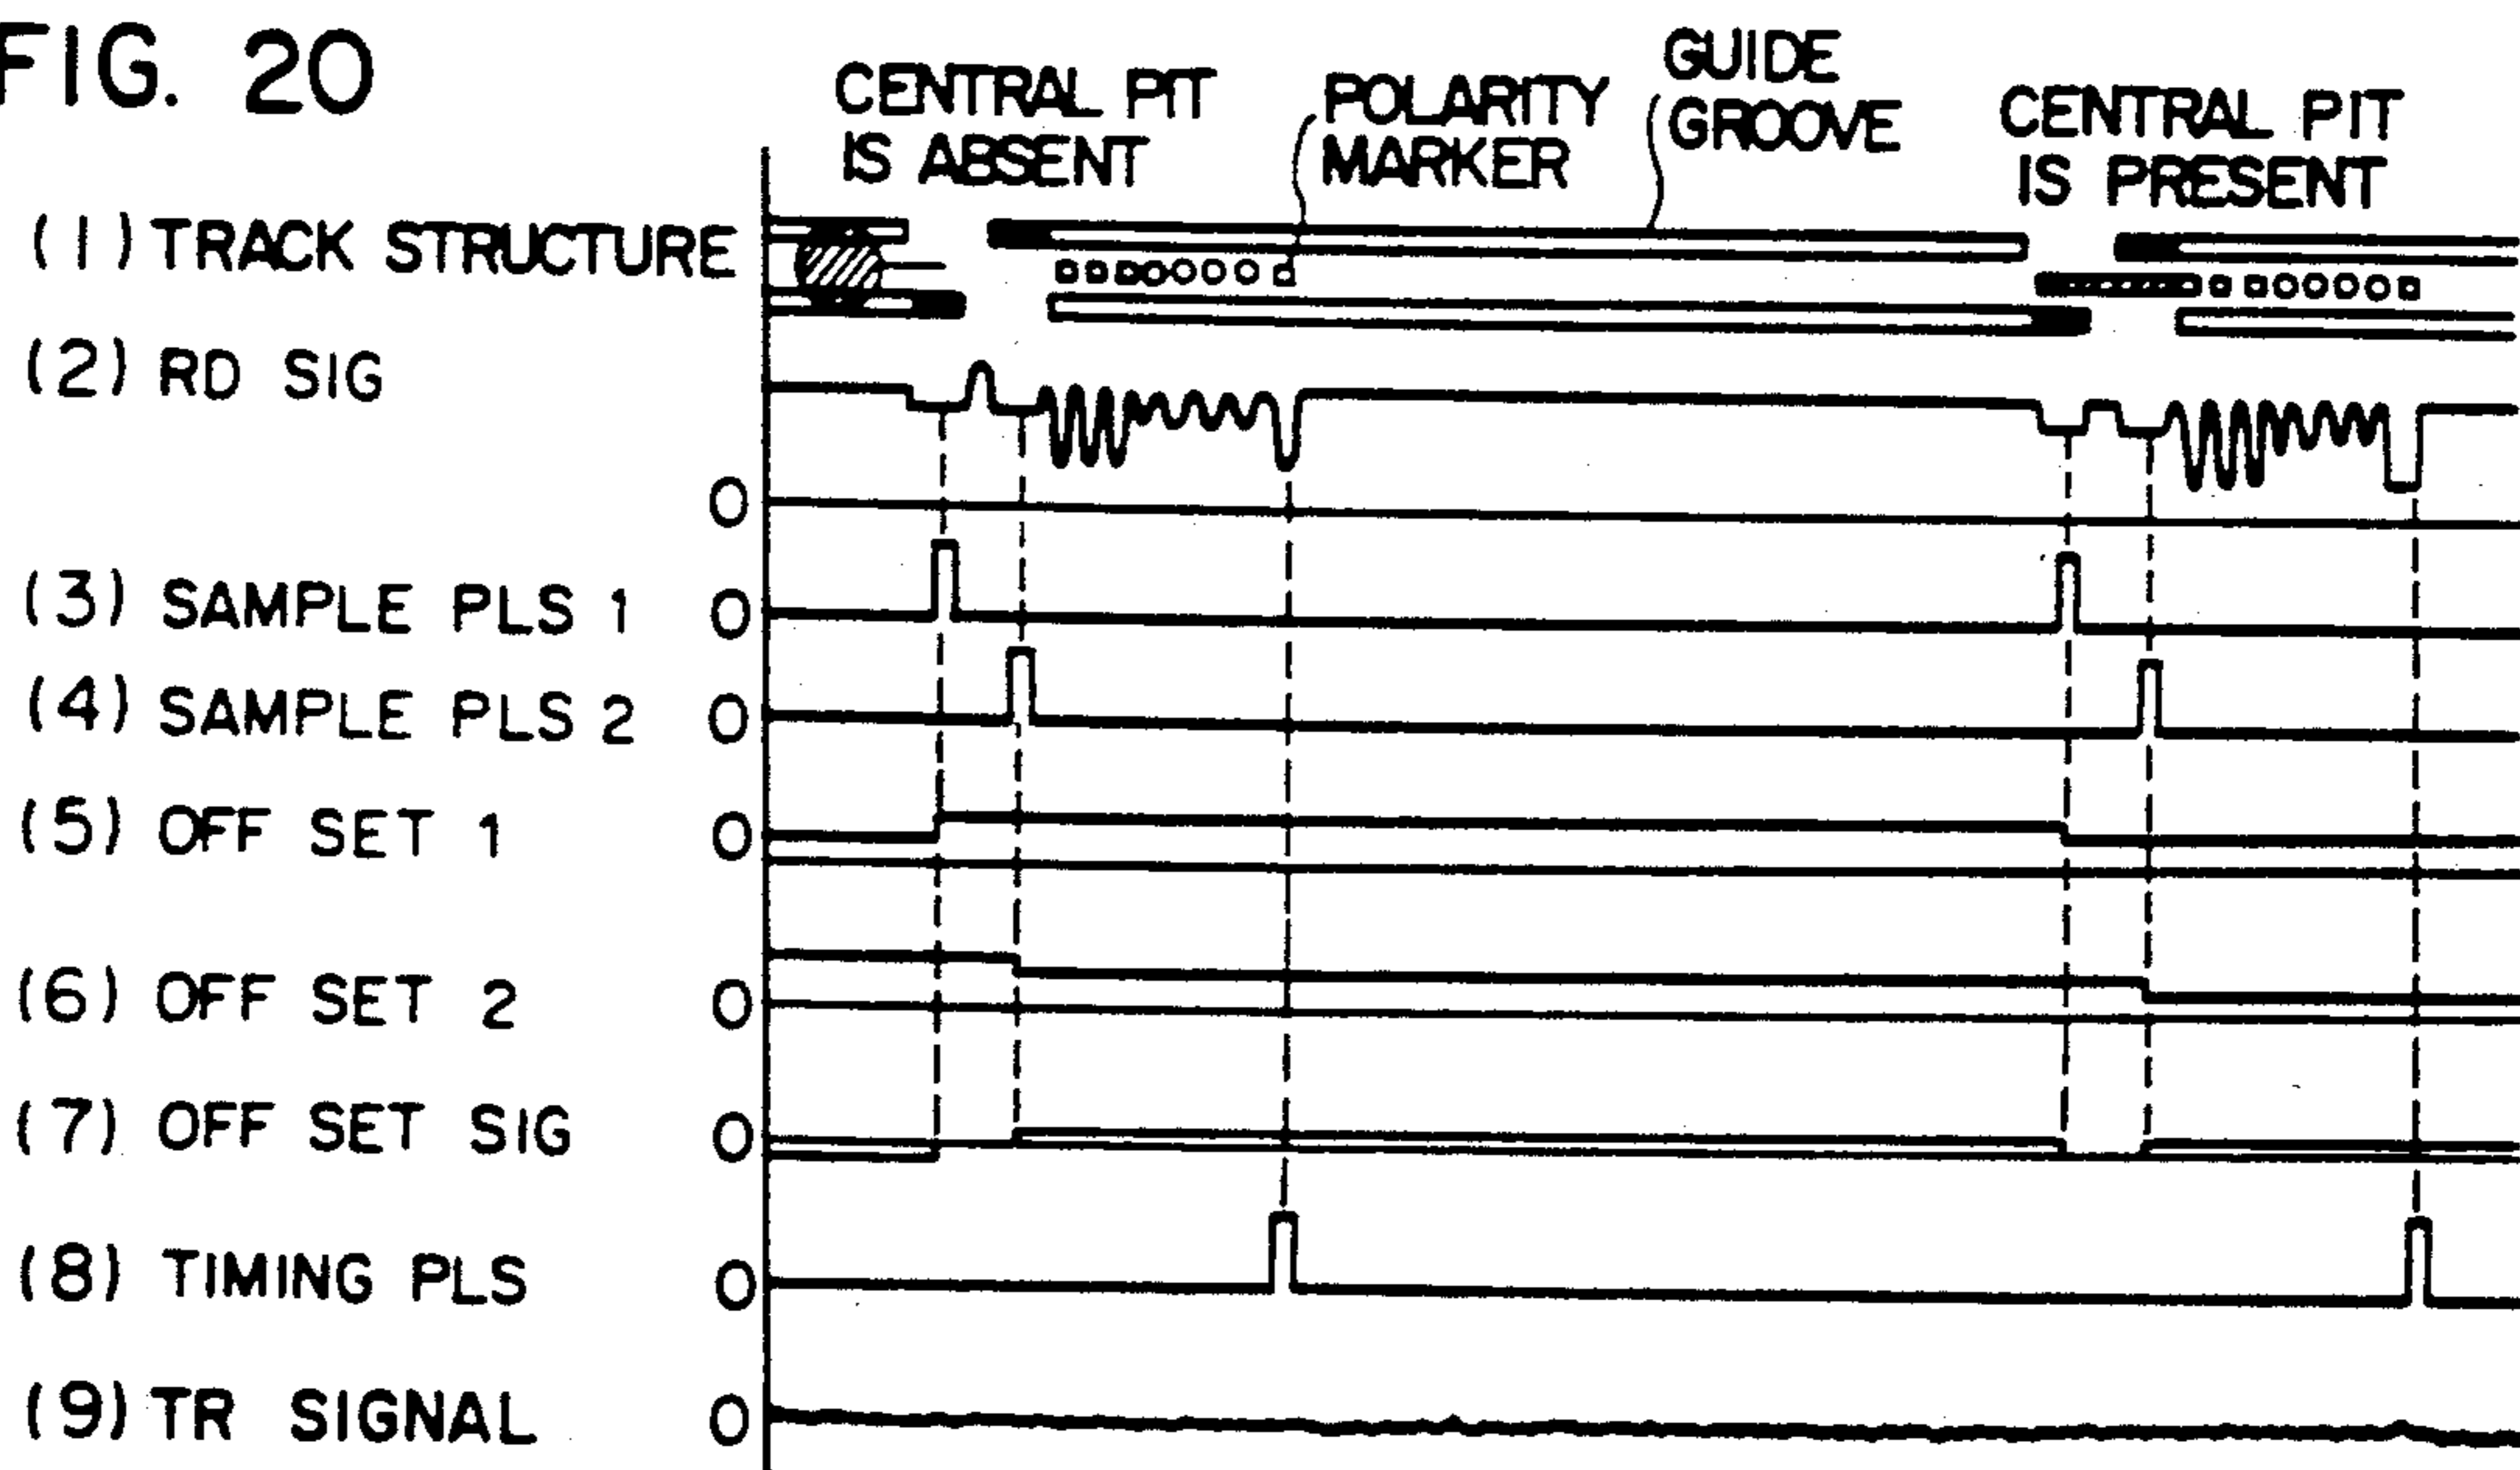 FIG. 20
CENTRAL PIT
IS ABSENT
POLARITY
MARKER
GUIDE
GROOVE
CENTRAL PIT
IS PRESENT
(1) TRACK STRUCTURE
(2) RD SIG
0
(3) SAMPLE PLS 1
0
(4) SAMPLE PLS 2
0
(5) OFF SET 1
0
(6) OFF SET 2
0
(7) OFF SET SIG
0
(8) TIMING PLS
0
(9) TR SIGNAL
0